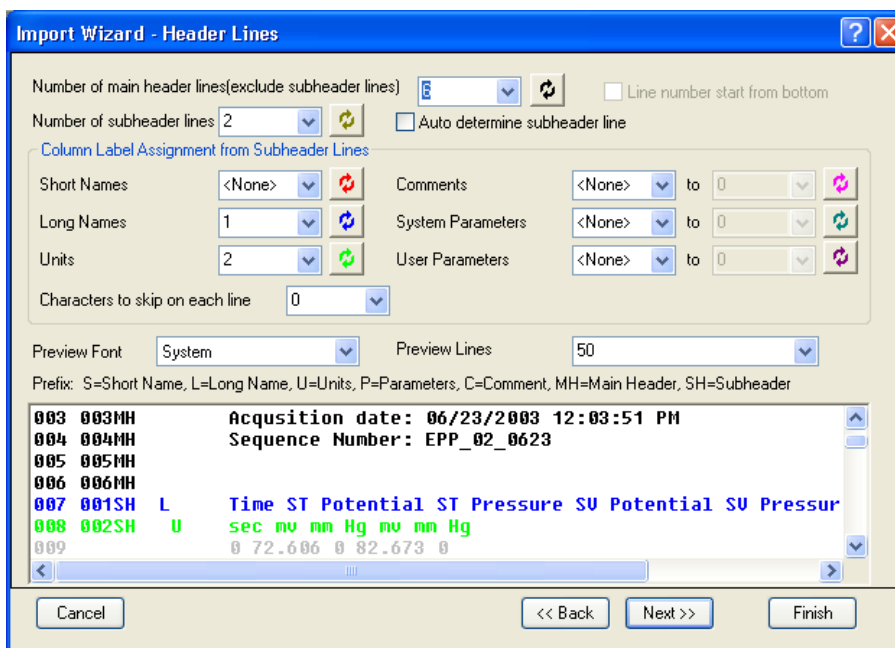 Import Wizard - Header Lines
Number of main header lines(exclude subheader lines) 6
Line number start from bottom
Number of subheader lines 2
Auto determine subheader line
Column Label Assignment from Subheader Lines
Short Names <None>
Comments <None> to 0
Long Names 1
System Parameters <None> to 0
Units 2
User Parameters <None> to 0
Characters to skip on each line 0
Preview Font System
Preview Lines 50
Prefix: S=Short Name, L=Long Name, U=Units, P=Parameters, C=Comment, MH=Main Header, SH=Subheader
003 003MH Acqusition date: 06/23/2003 12:03:51 PM
004 004MH Sequence Number: EPP_02_0623
005 005MH
006 006MH
007 001SH L Time ST Potential ST Pressure SV Potential SV Pressur
008 002SH U sec mv mm Hg mv mm Hg
009 0 72.606 0 82.673 0
Cancel
<< Back
Next >>
Finish